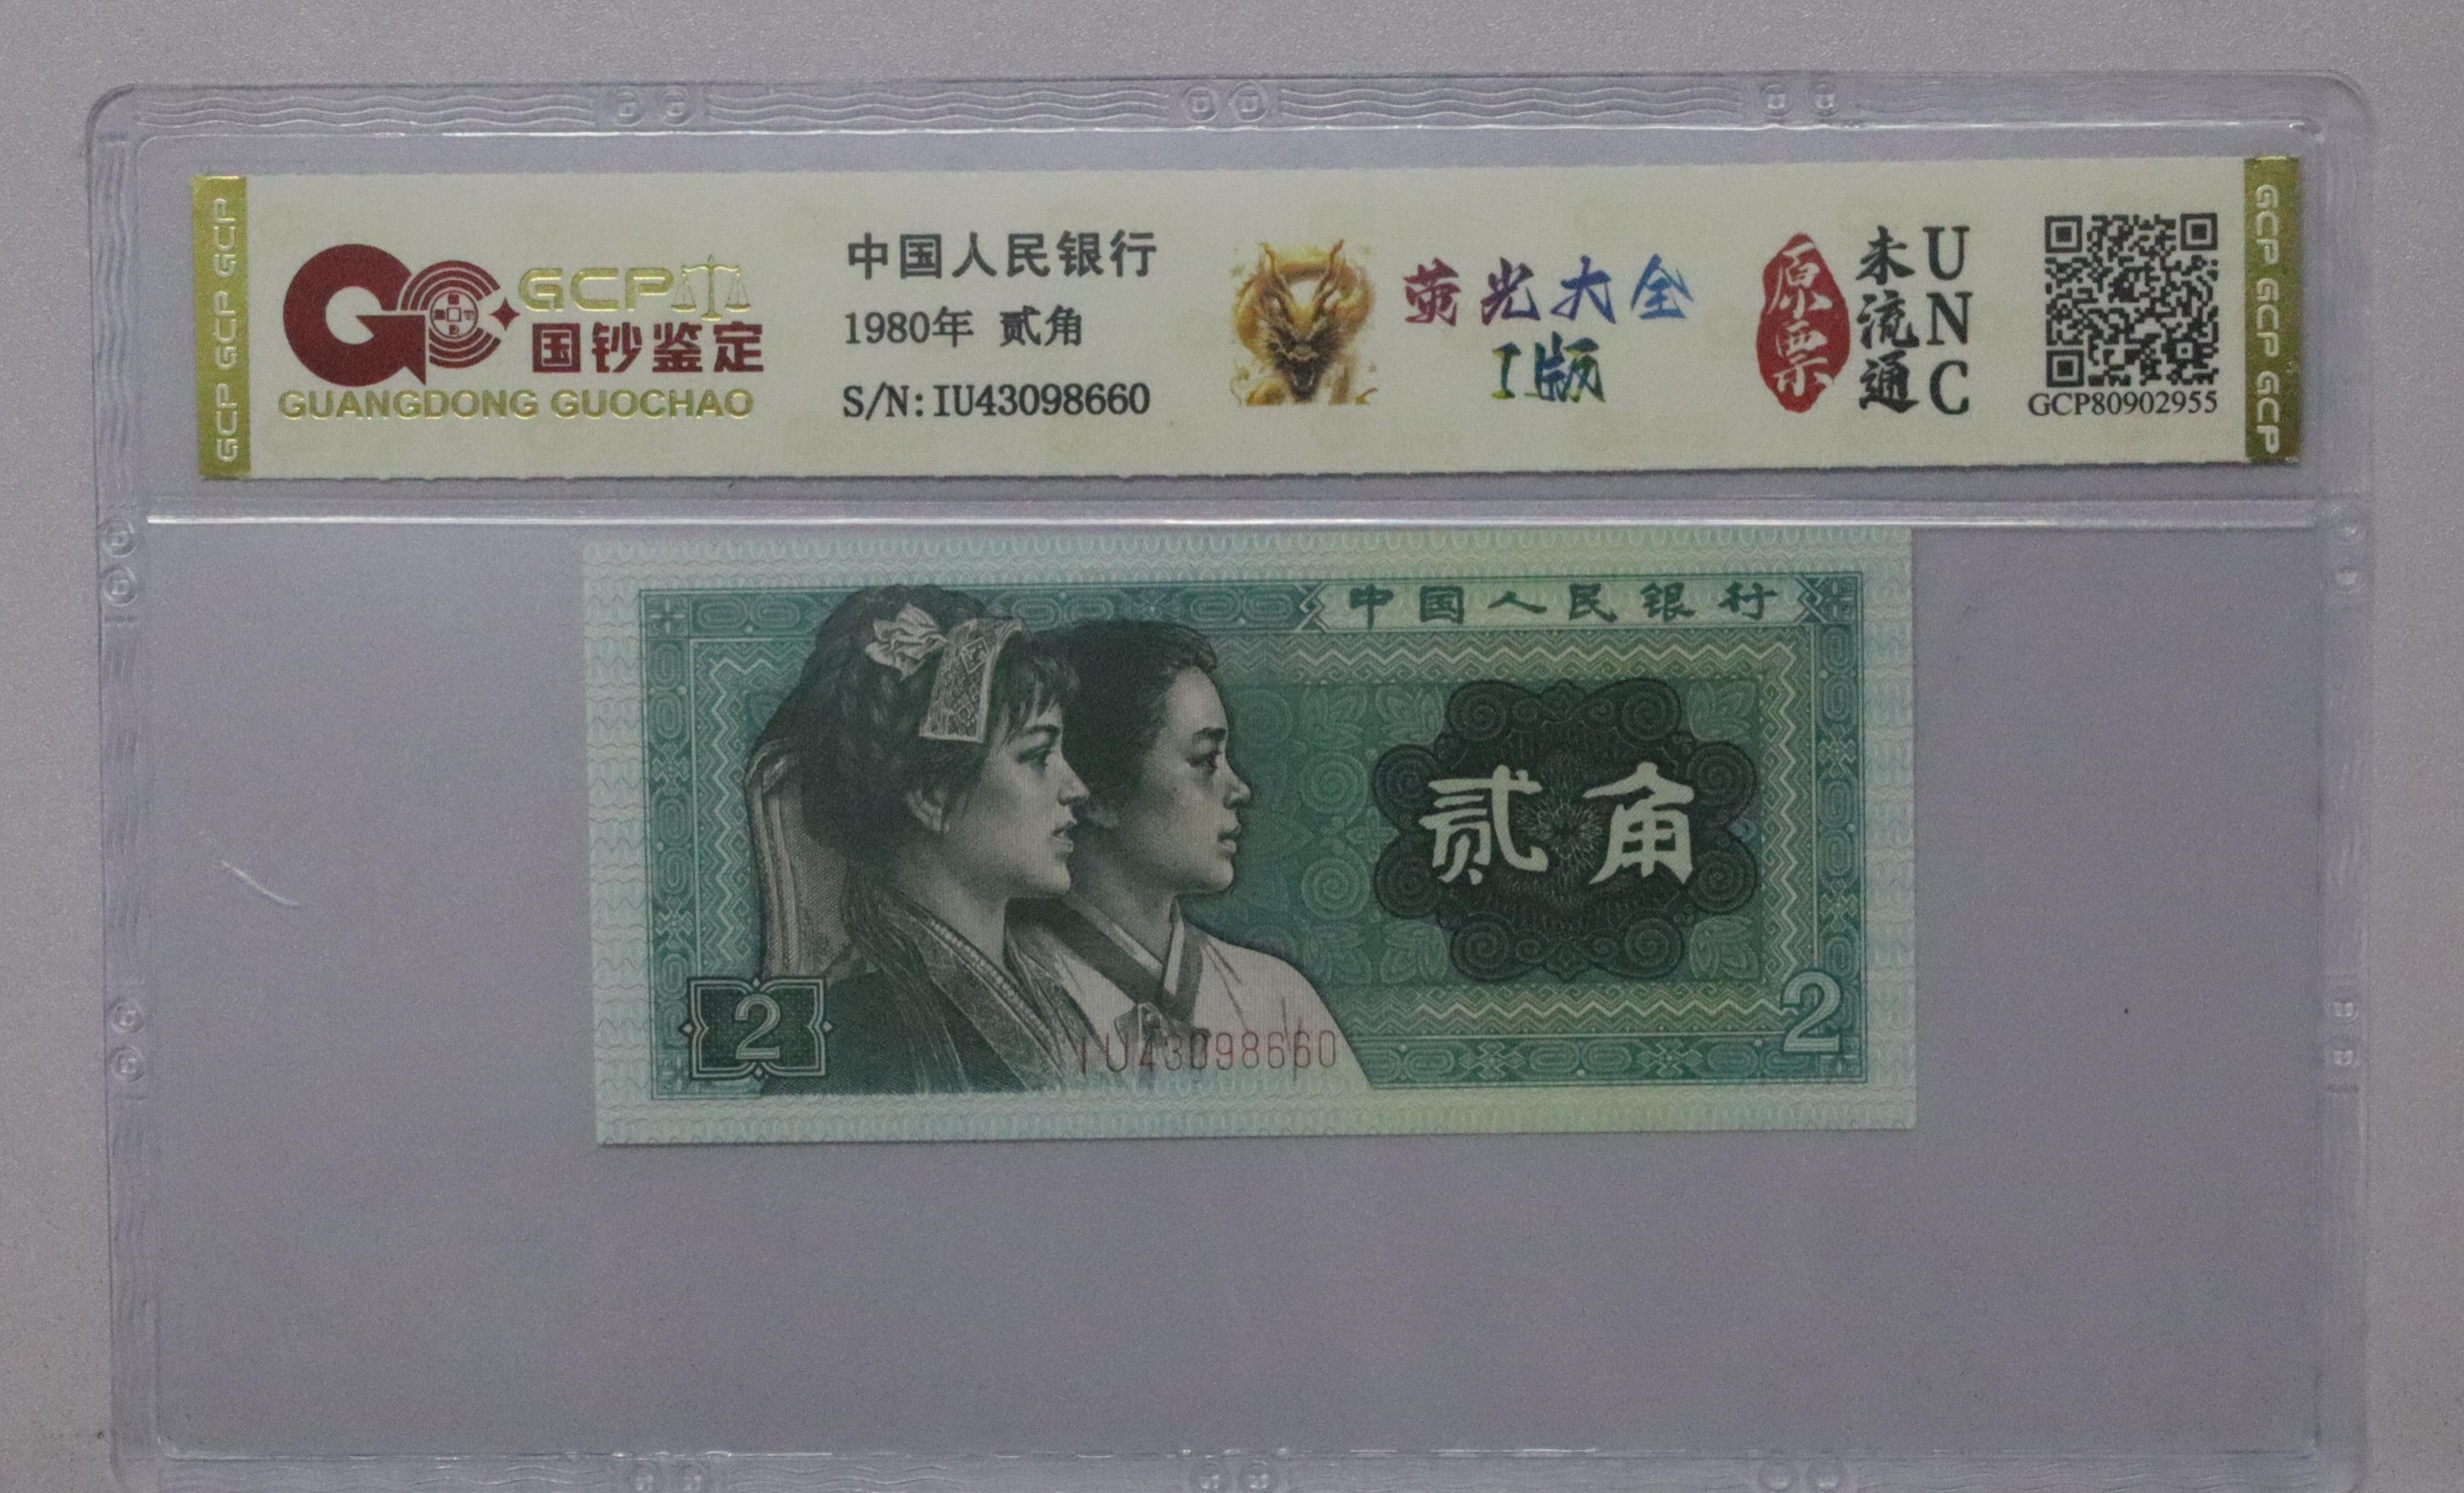 GCP GCP GCP
GCP
国钞鉴定
GUANGDONG GUOCHAO
中国人民银行
1980年 贰角
S/N: IU43098660
荧光大全
I版
原票
未流通
UNC
GCP80902955
GCP GCP GCP
中国人民银行
贰角
2
2
IU43098660